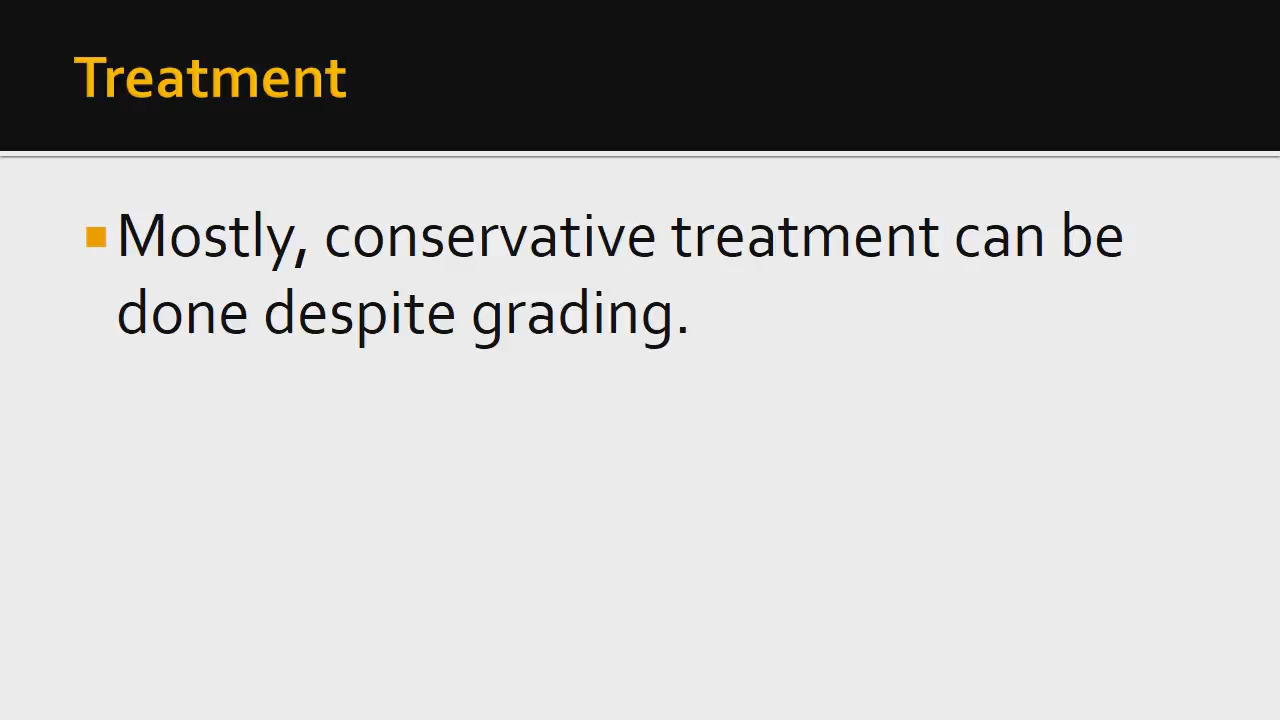 Treatment
Mostly, conservative treatment can be
done despite grading.